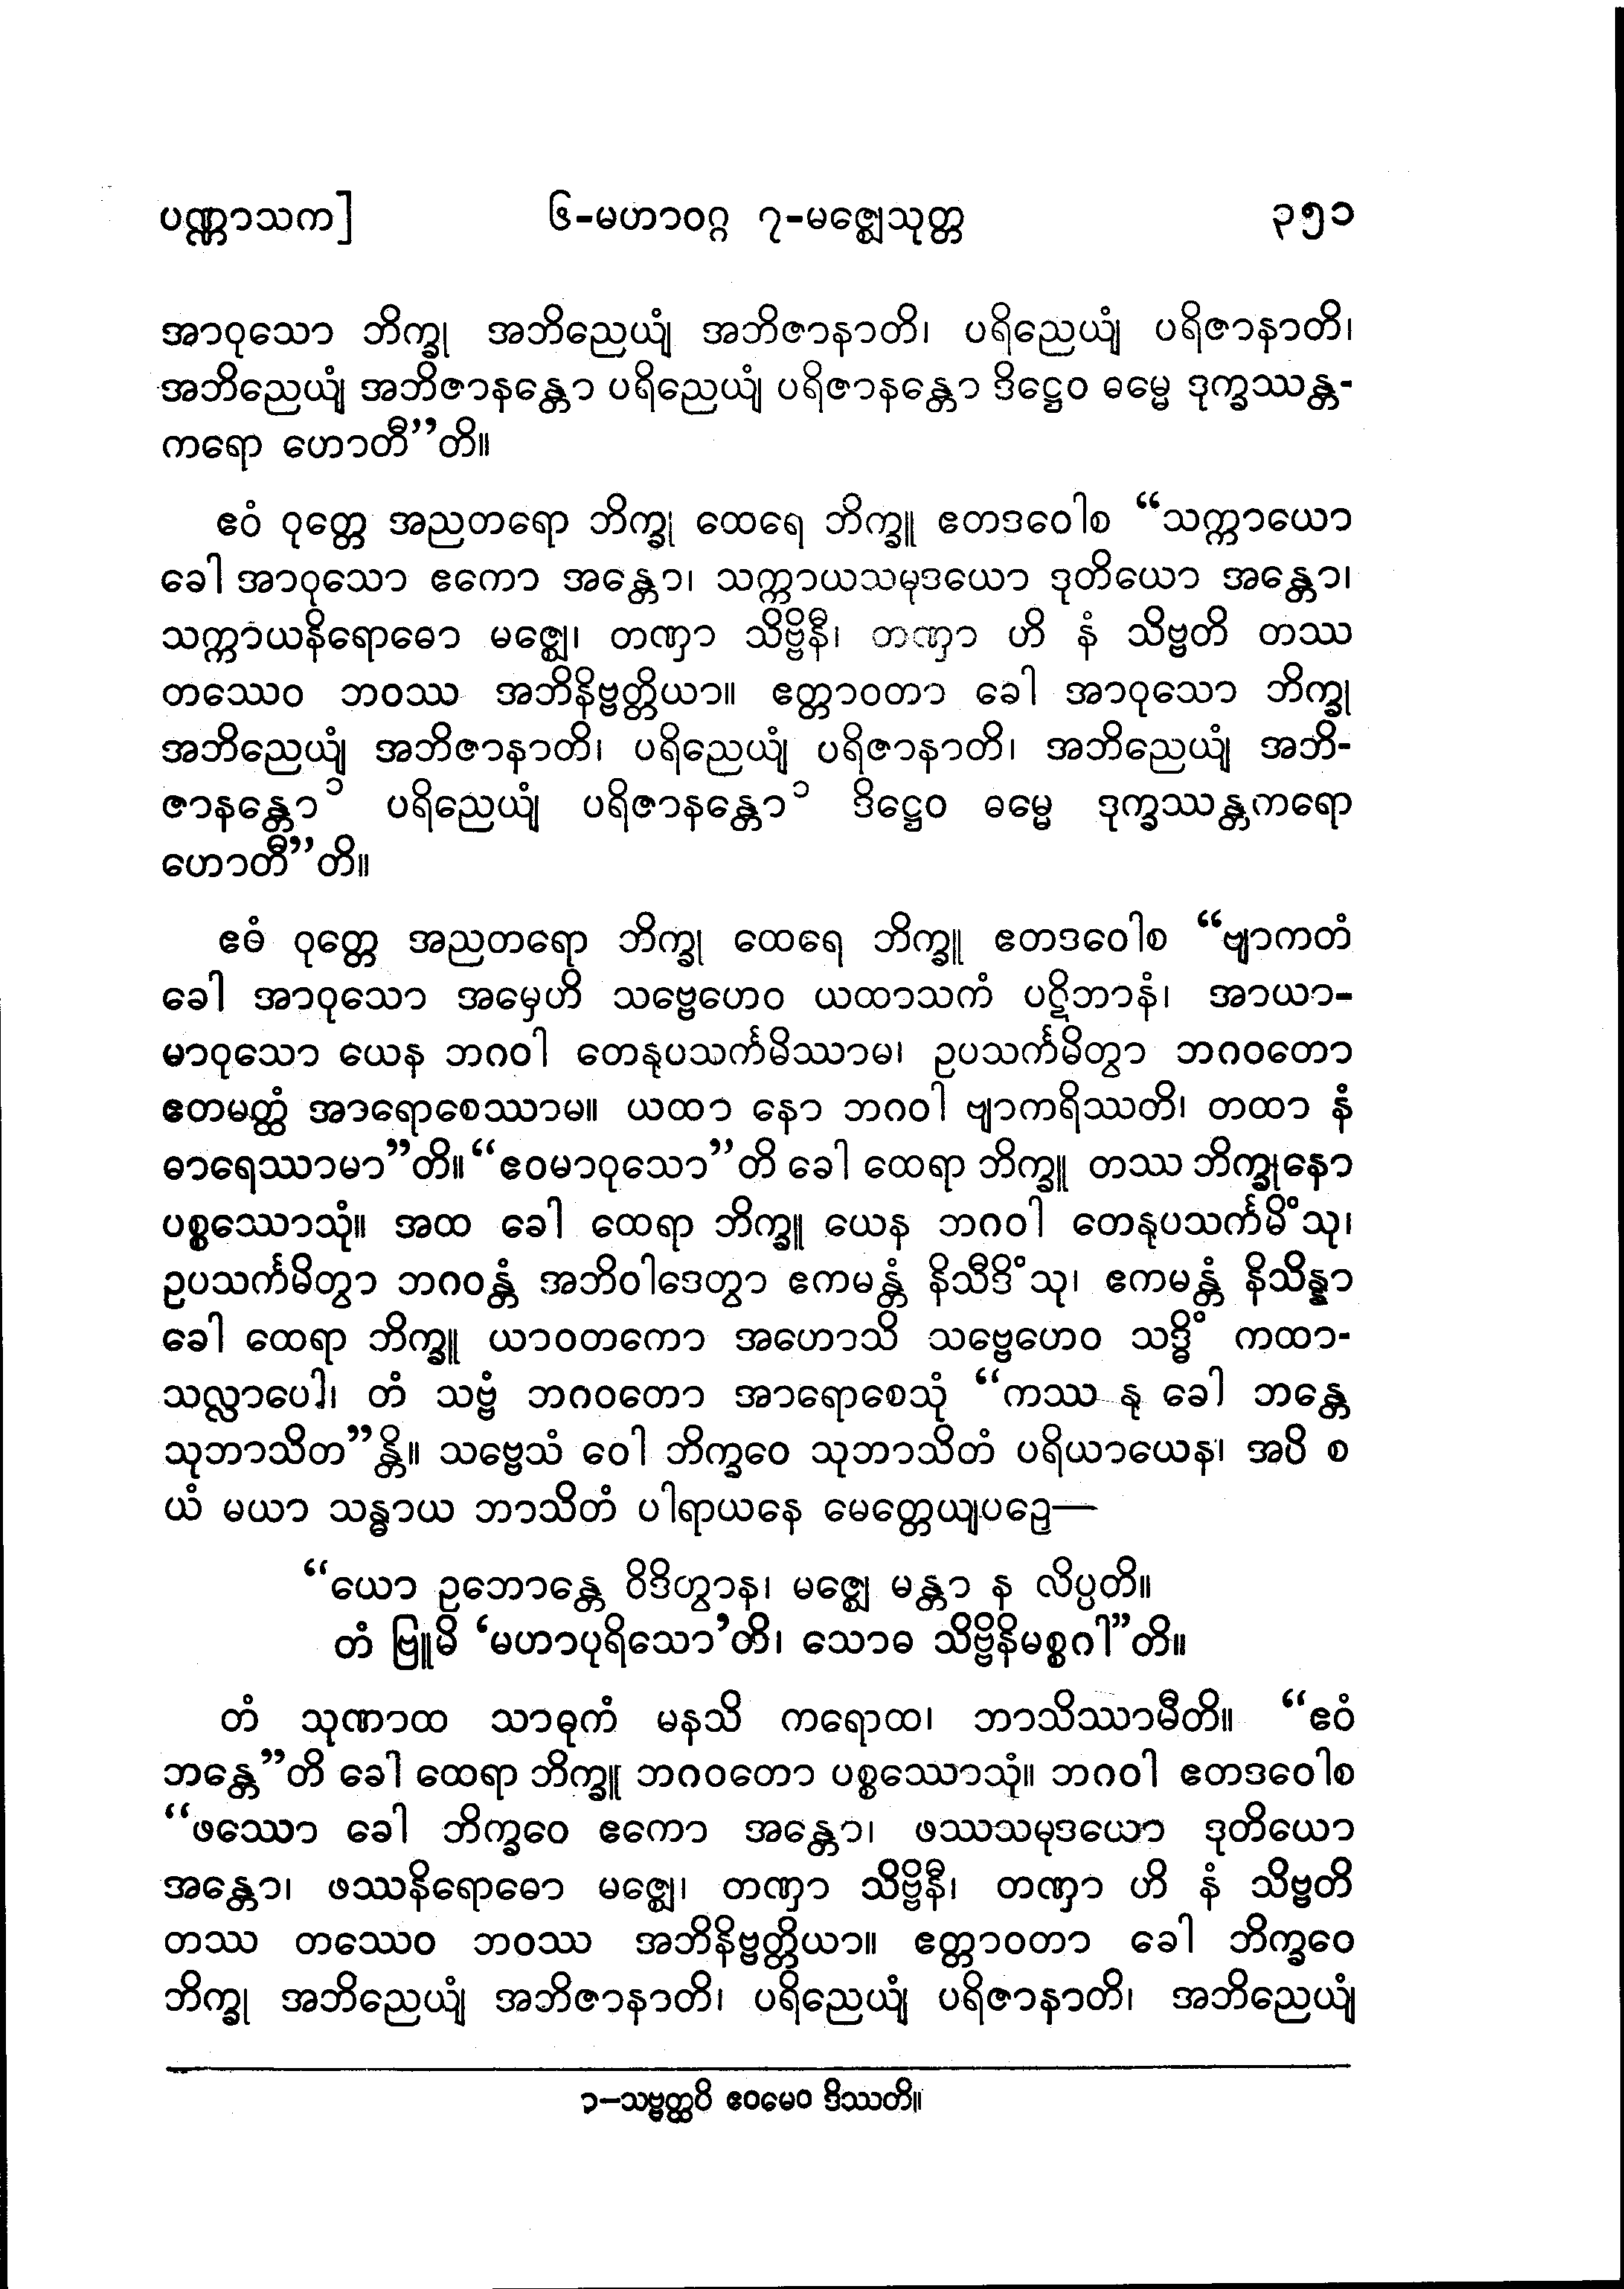 ပဏ္ဏာသက] ၆-မဟာဝဂ္ဂ ၇-မဇ္ဈေသုတ္တ ၃၅၁
အာဝုသော ဘိက္ခု အဘိညေယျံ အဘိဇာနာတိ၊ ပရိညေယျံ ပရိဇာနာတိ၊
အဘိညေယျံ အဘိဇာနန္တော ပရိညေယျံ ပရိဇာနန္တော ဒိဋ္ဌေဝ ဓမ္မေ ဒုက္ခဿန္တ-
ကရော ဟောတီ”တိ။
ဧဝံ ဝုတ္တေ အညတရော ဘိက္ခု ထေရေ ဘိက္ခူ ဧတဒဝေါစ “သက္ကာယော
ခေါ အာဝုသော ဧကော အန္တော၊ သက္ကာယသမုဒယော ဒုတိယော အန္တော၊
သက္ကာယနိရောဓော မဇ္ဈေ၊ တဏှာ သိဗ္ဗိနီ၊ တဏှာ ဟိ နံ သိဗ္ဗတိ တဿ
တဿေဝ ဘဝဿ အဘိနိဗ္ဗတ္တိယာ။ ဧတ္တာဝတာ ခေါ အာဝုသော ဘိက္ခု
အဘိညေယျံ အဘိဇာနာတိ၊ ပရိညေယျံ ပရိဇာနာတိ၊ အဘိညေယျံ အဘိ-
ဇာနန္တော ၁ ပရိညေယျံ ပရိဇာနန္တော ၁ ဒိဋ္ဌေဝ ဓမ္မေ ဒုက္ခဿန္တကရော
ဟောတီ”တိ။
ဧဝံ ဝုတ္တေ အညတရော ဘိက္ခု ထေရေ ဘိက္ခူ ဧတဒဝေါစ “ဗျာကတံ
ခေါ အာဝုသော အမှေဟိ သဗ္ဗေဟေဝ ယထာသကံ ပဋိဘာနံ၊ အာယာ-
မာဝုသော ယေန ဘဂဝါ တေနုပသင်္ကမိဿာမ၊ ဥပသင်္ကမိတွာ ဘဂဝတော
ဧတမတ္ထံ အာရောစေဿာမ။ ယထာ နော ဘဂဝါ ဗျာကရိဿတိ၊ တထာ နံ
ဓာရေဿာမာ”တိ။ “ဧဝမာဝုသော”တိ ခေါ ထေရာ ဘိက္ခူ တဿ ဘိက္ခုနော
ပစ္စဿောသုံ။ အထ ခေါ ထေရာ ဘိက္ခူ ယေန ဘဂဝါ တေနုပသင်္ကမိံသု၊
ဥပသင်္ကမိတွာ ဘဂဝန္တံ အဘိဝါဒေတွာ ဧကမန္တံ နိသီဒိံသု၊ ဧကမန္တံ နိသိန္နာ
ခေါ ထေရာ ဘိက္ခူ ယာဝတကော အဟောသိ သဗ္ဗေဟေဝ သဒ္ဓိံ ကထာ-
သလ္လာပေါ၊ တံ သဗ္ဗံ ဘဂဝတော အာရောစေသုံ “ကဿ နု ခေါ ဘန္တေ
သုဘာသိတ”န္တိ။ သဗ္ဗေသံ ဝေါ ဘိက္ခဝေ သုဘာသိတံ ပရိယာယေန၊ အပိ စ
ယံ မယာ သန္ဓာယ ဘာသိတံ ပါရာယနေ မေတ္တေယျပဉှေ—
“ယော ဥဘောန္တေ ဝိဒိတွာန၊ မဇ္ဈေ မန္တာ န လိပ္ပတိ။
တံ ဗြူမိ ‘မဟာပုရိသော’တိ၊ သောဓ သိဗ္ဗိနိမစ္စဂါ”တိ။
တံ သုဏာထ သာဓုကံ မနသိ ကရောထ၊ ဘာသိဿာမီတိ။ “ဧဝံ
ဘန္တေ”တိ ခေါ ထေရာ ဘိက္ခူ ဘဂဝတော ပစ္စဿောသုံ။ ဘဂဝါ ဧတဒဝေါစ
“ဖဿော ခေါ ဘိက္ခဝေ ဧကော အန္တော၊ ဖဿသမုဒယော ဒုတိယော
အန္တော၊ ဖဿနိရောဓော မဇ္ဈေ၊ တဏှာ သိဗ္ဗိနီ၊ တဏှာ ဟိ နံ သိဗ္ဗတိ
တဿ တဿေဝ ဘဝဿ အဘိနိဗ္ဗတ္တိယာ။ ဧတ္တာဝတာ ခေါ ဘိက္ခဝေ
ဘိက္ခု အဘိညေယျံ အဘိဇာနာတိ၊ ပရိညေယျံ ပရိဇာနာတိ၊ အဘိညေယျံ
၁-သဗ္ဗတ္ထပိ ဧဝမေဝ ဒိဿတိ။